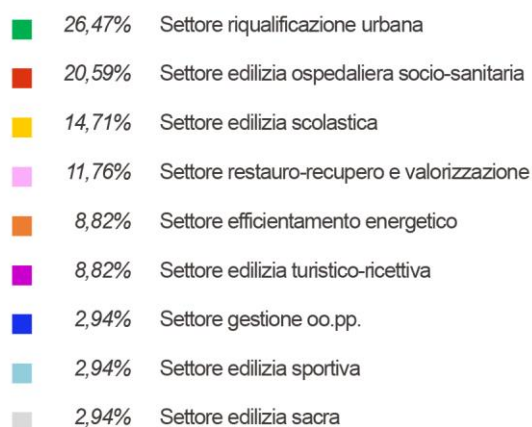 26,47% Settore riqualificazione urbana
20,59% Settore edilizia ospedaliera socio-sanitaria
14,71% Settore edilizia scolastica
11,76% Settore restauro-recupero e valorizzazione
8,82% Settore efficientamento energetico
8,82% Settore edilizia turistico-ricettiva
2,94% Settore gestione oo.pp.
2,94% Settore edilizia sportiva
2,94% Settore edilizia sacra